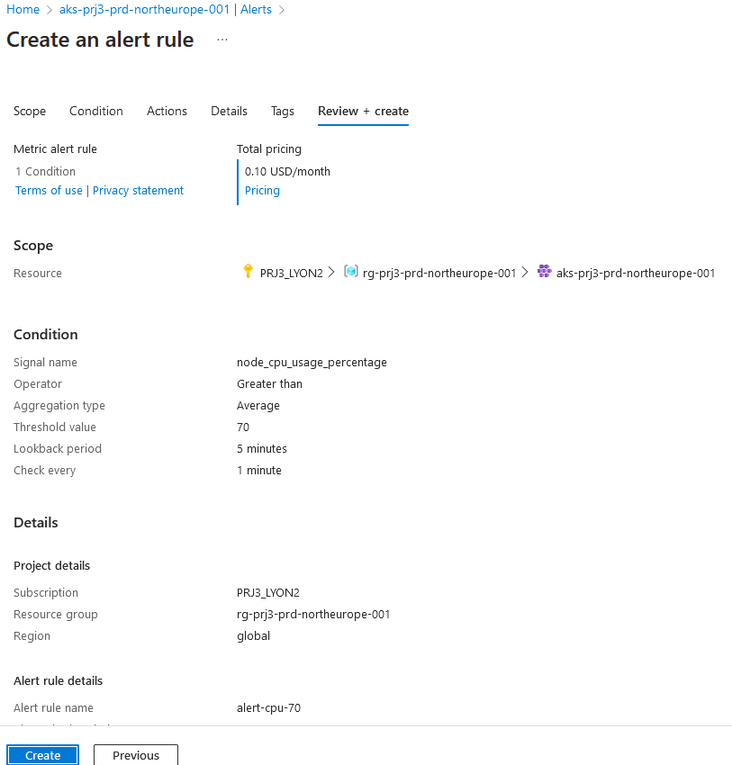 Home > aks-prj3-prd-northeurope-001 | Alerts >
Create an alert rule ...
Scope Condition Actions Details Tags Review + create
Metric alert rule Total pricing
1 Condition 0.10 USD/month
Terms of use | Privacy statement Pricing
Scope
Resource PRJ3_LYON2 > rg-prj3-prd-northeurope-001 > aks-prj3-prd-northeurope-001
Condition
Signal name node_cpu_usage_percentage
Operator Greater than
Aggregation type Average
Threshold value 70
Lookback period 5 minutes
Check every 1 minute
Details
Project details
Subscription PRJ3_LYON2
Resource group rg-prj3-prd-northeurope-001
Region global
Alert rule details
Alert rule name alert-cpu-70
Create Previous